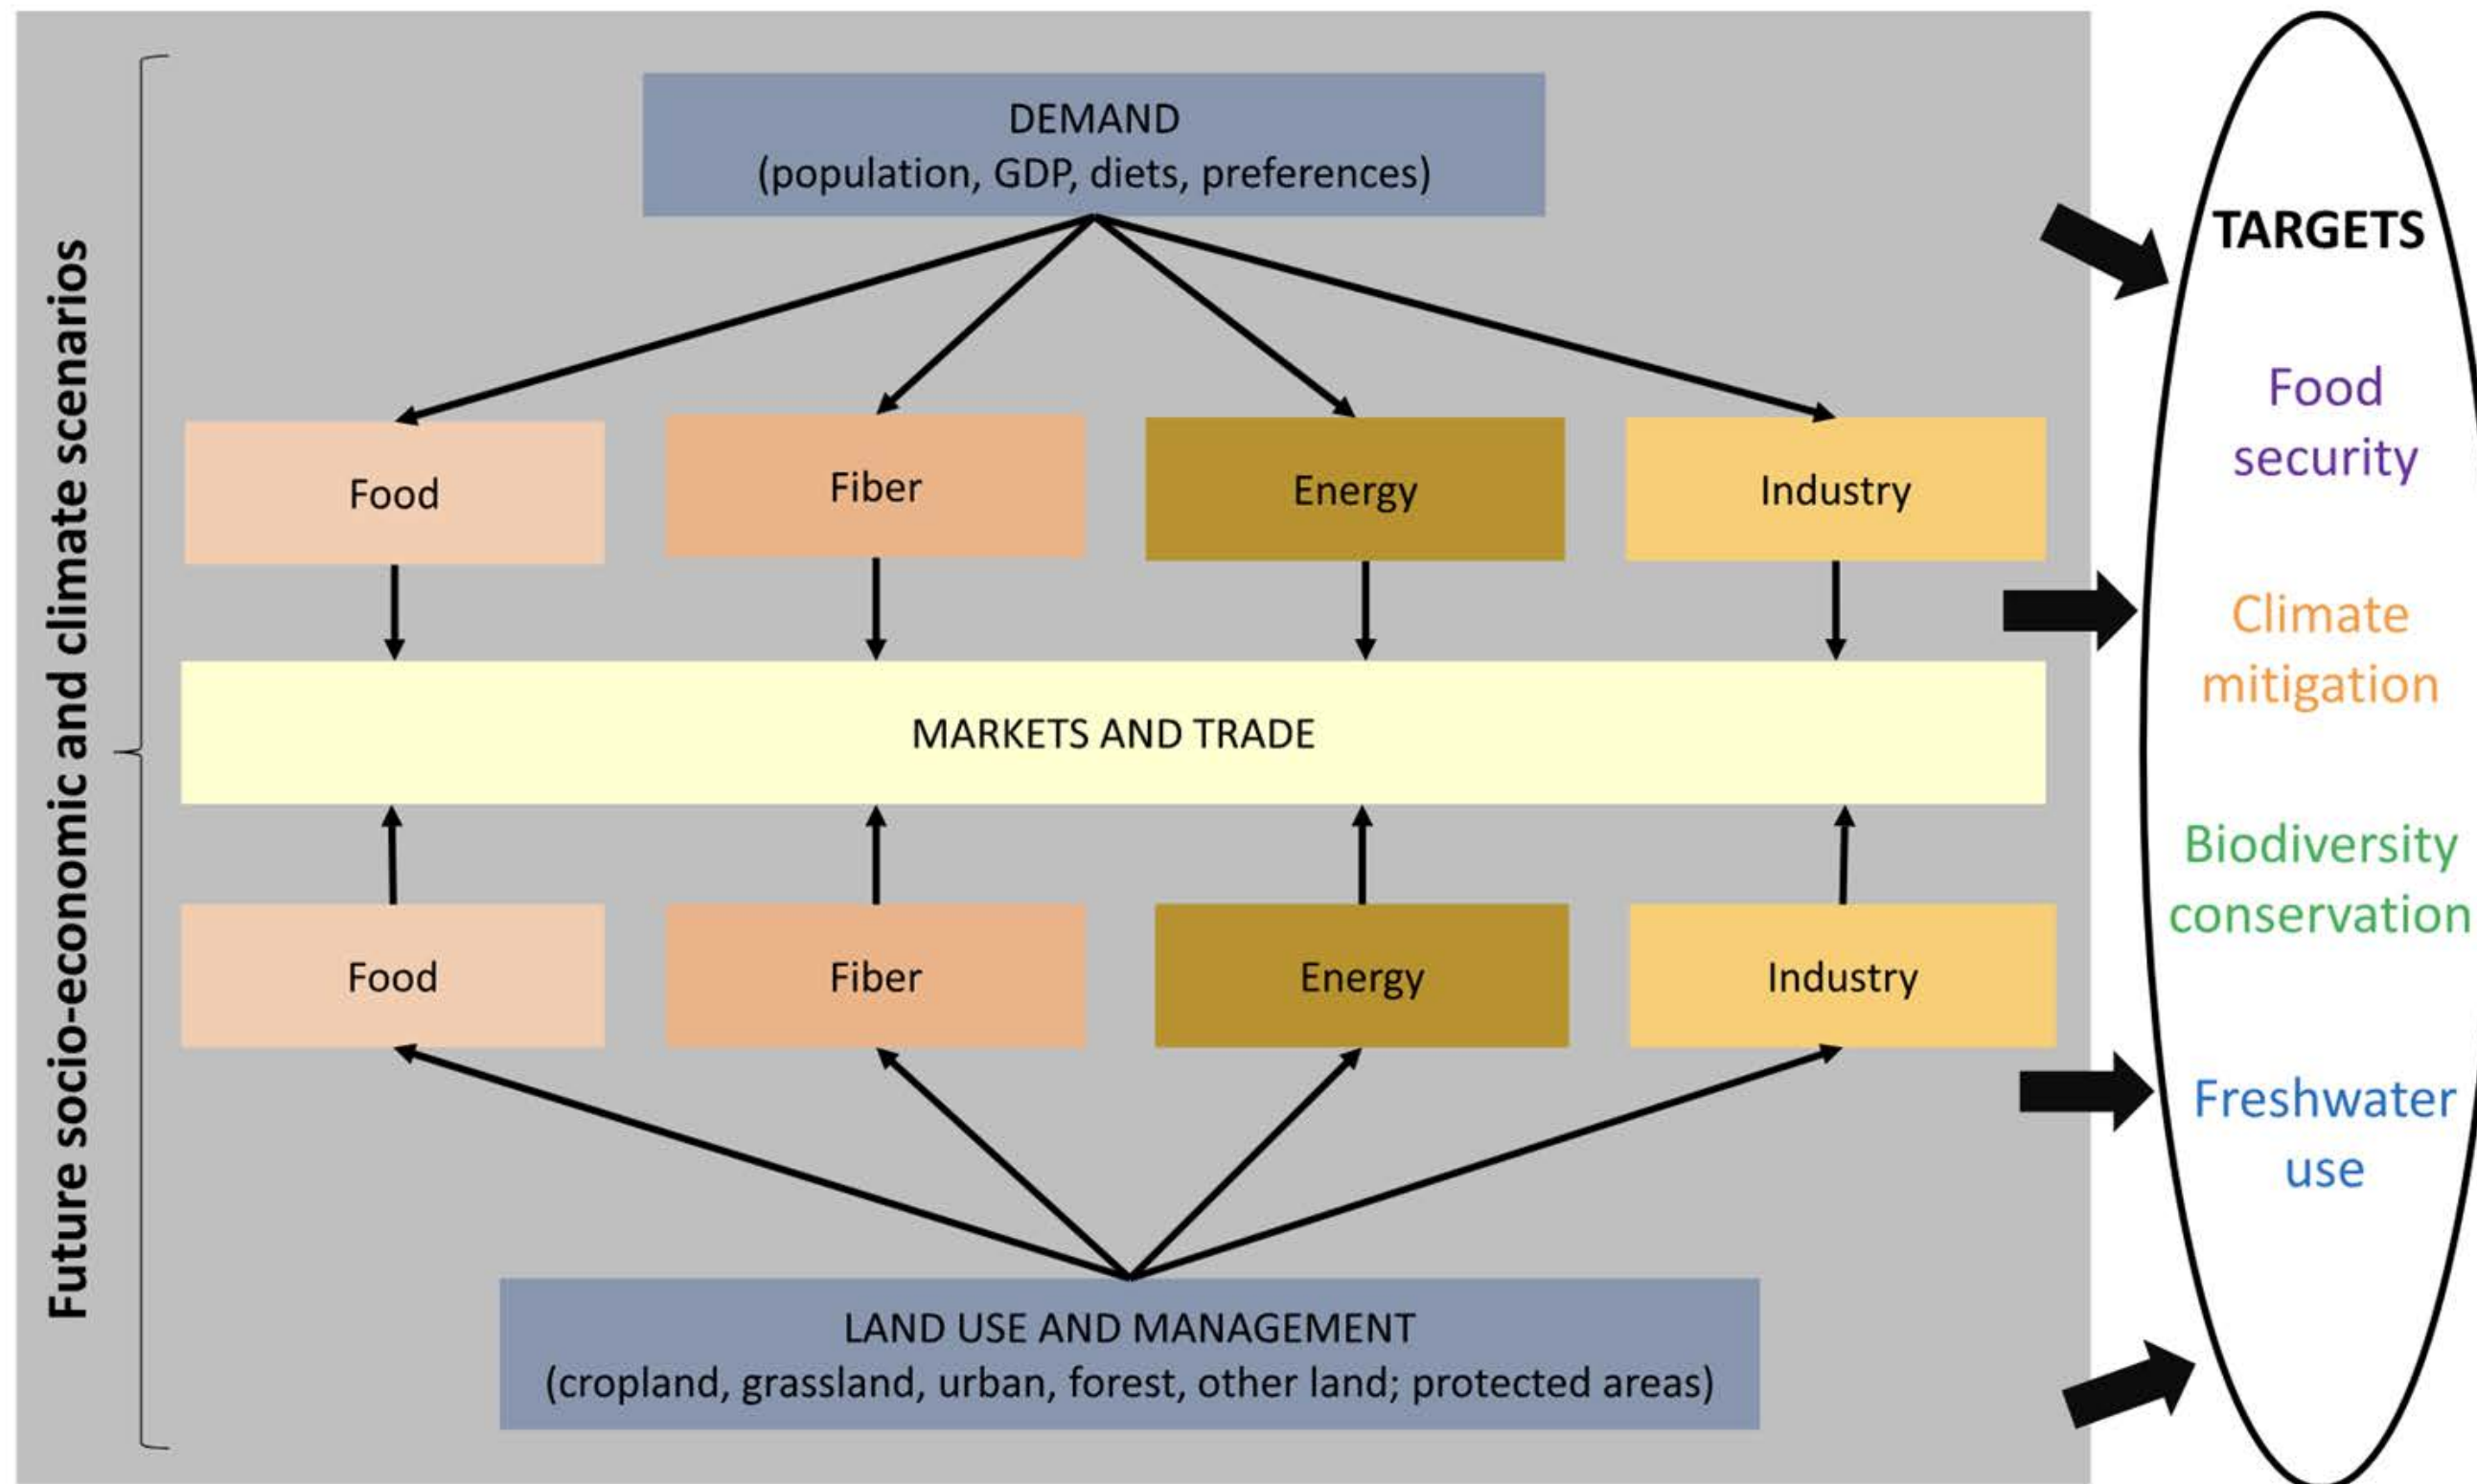 Future socio-economic and climate scenarios
DEMAND
(population, GDP, diets, preferences)
Food
Fiber
Energy
Industry
MARKETS AND TRADE
Food
Fiber
Energy
Industry
LAND USE AND MANAGEMENT
(cropland, grassland, urban, forest, other land; protected areas)
TARGETS
Food
security
Climate
mitigation
Biodiversity
conservation
Freshwater
use